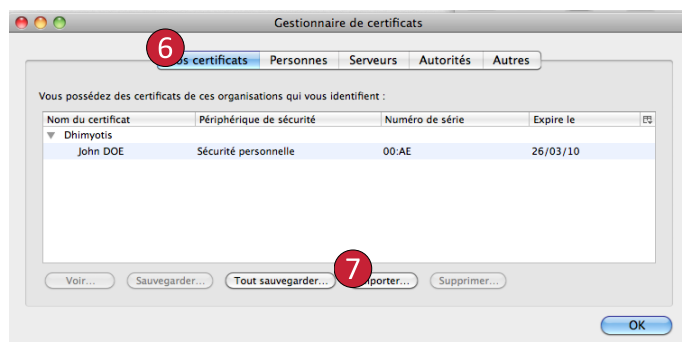 Gestionnaire de certificats
6
os certificats Personnes Serveurs Autorités Autres
Vous possédez des certificats de ces organisations qui vous identifient :
Nom du certificat Périphérique de sécurité Numéro de série Expire le
Dhimyotis
John DOE Sécurité personnelle 00:AE 26/03/10
7
Voir... Sauvegarder... Tout sauvegarder... porter... Supprimer...
OK